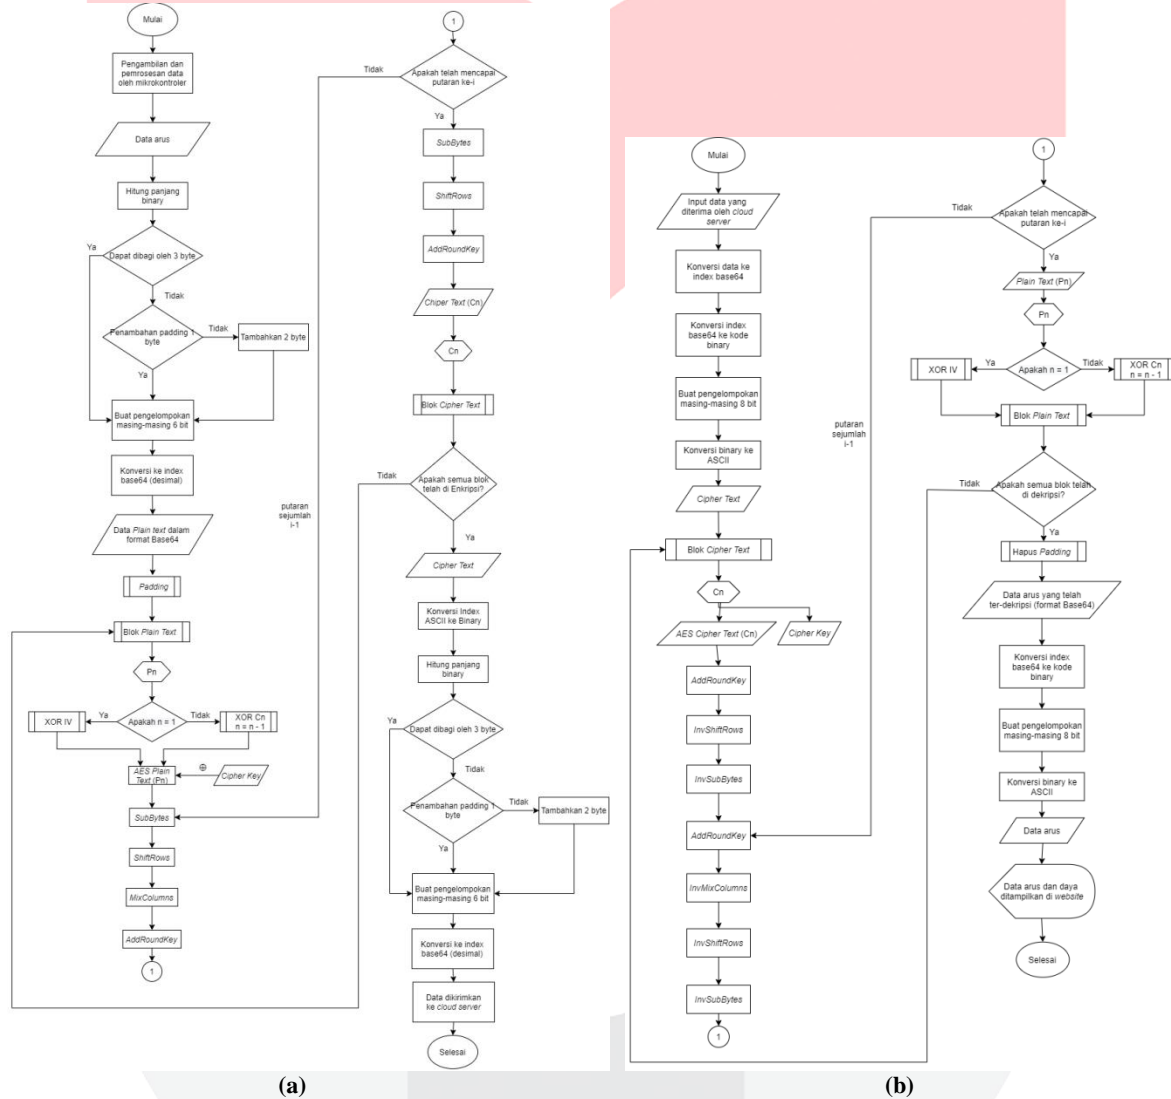 Mulai
Pengambilan dan
pemrosesan data
oleh mikrokontroler
Data arus
Hitung panjang
binary
Dapat dibagi oleh 3 byte
Ya
Tidak
Penambahan padding 1
byte
Tidak
Tambahkan 2 byte
Ya
Buat pengelompokan
masing-masing 6 bit
Konversi ke index
base64 (desimal)
Data Plain text dalam
format Base64
Padding
Blok Plain Text
Pn
Apakah n = 1
Ya
XOR IV
Tidak
XOR Cn
n = n - 1
AES Plain
Text (Pn)
⊕
Cipher Key
SubBytes
ShiftRows
MixColumns
AddRoundKey
1
1
Apakah telah mencapai
putaran ke-i
Tidak
putaran
sejumlah
i-1
Ya
SubBytes
ShiftRows
AddRoundKey
Chiper Text (Cn)
Cn
Blok Cipher Text
Apakah semua blok
telah di Enkripsi?
Tidak
Ya
Cipher Text
Konversi Index
ASCII ke Binary
Hitung panjang
binary
Dapat dibagi oleh 3 byte
Ya
Tidak
Penambahan padding 1
byte
Tidak
Tambahkan 2 byte
Ya
Buat pengelompokan
masing-masing 6 bit
Konversi ke index
base64 (desimal)
Data dikirimkan
ke cloud server
Selesai
(a)
Mulai
Input data yang
diterima oleh cloud
server
Konversi data ke
index base64
Konversi index
base64 ke kode
binary
Buat pengelompokan
masing-masing 8 bit
Konversi binary ke
ASCII
Cipher Text
Blok Cipher Text
Cn
AES Cipher Text (Cn)
Cipher Key
AddRoundKey
InvShiftRows
InvSubBytes
AddRoundKey
InvMixColumns
InvShiftRows
InvSubBytes
1
1
Apakah telah mencapai
putaran ke-i
Tidak
putaran
sejumlah
i-1
Ya
Plain Text (Pn)
Pn
Apakah n = 1
Ya
XOR IV
Tidak
XOR Cn
n = n - 1
Blok Plain Text
Apakah semua blok telah
di dekripsi?
Tidak
Ya
Hapus Padding
Data arus yang telah
ter-dekripsi (format Base64)
Konversi index
base64 ke kode
binary
Buat pengelompokan
masing-masing 8 bit
Konversi binary ke
ASCII
Data arus
Data arus dan daya
ditampilkan di website
Selesai
(b)